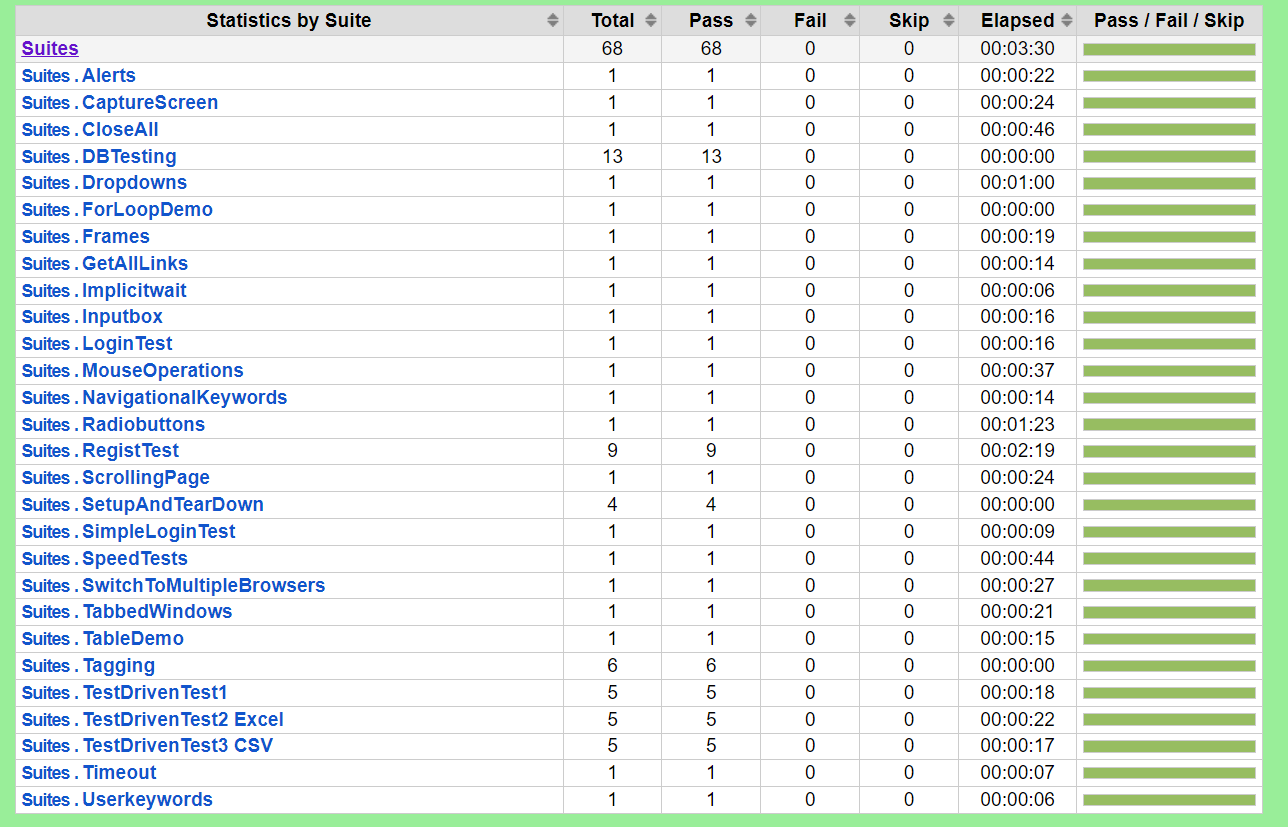 Statistics by Suite Total Pass Fail Skip Elapsed Pass / Fail / Skip
Suites 68 68 0 0 00:03:30
Suites . Alerts 1 1 0 0 00:00:22
Suites . CaptureScreen 1 1 0 0 00:00:24
Suites . CloseAll 1 1 0 0 00:00:46
Suites . DBTesting 13 13 0 0 00:00:00
Suites . Dropdowns 1 1 0 0 00:01:00
Suites . ForLoopDemo 1 1 0 0 00:00:00
Suites . Frames 1 1 0 0 00:00:19
Suites . GetAllLinks 1 1 0 0 00:00:14
Suites . Implicitwait 1 1 0 0 00:00:06
Suites . Inputbox 1 1 0 0 00:00:16
Suites . LoginTest 1 1 0 0 00:00:16
Suites . MouseOperations 1 1 0 0 00:00:37
Suites . NavigationalKeywords 1 1 0 0 00:00:14
Suites . Radiobuttons 1 1 0 0 00:01:23
Suites . RegistTest 9 9 0 0 00:02:19
Suites . ScrollingPage 1 1 0 0 00:00:24
Suites . SetupAndTearDown 4 4 0 0 00:00:00
Suites . SimpleLoginTest 1 1 0 0 00:00:09
Suites . SpeedTests 1 1 0 0 00:00:44
Suites . SwitchToMultipleBrowsers 1 1 0 0 00:00:27
Suites . TabbedWindows 1 1 0 0 00:00:21
Suites . TableDemo 1 1 0 0 00:00:15
Suites . Tagging 6 6 0 0 00:00:00
Suites . TestDrivenTest1 5 5 0 0 00:00:18
Suites . TestDrivenTest2 Excel 5 5 0 0 00:00:22
Suites . TestDrivenTest3 CSV 5 5 0 0 00:00:17
Suites . Timeout 1 1 0 0 00:00:07
Suites . Userkeywords 1 1 0 0 00:00:06